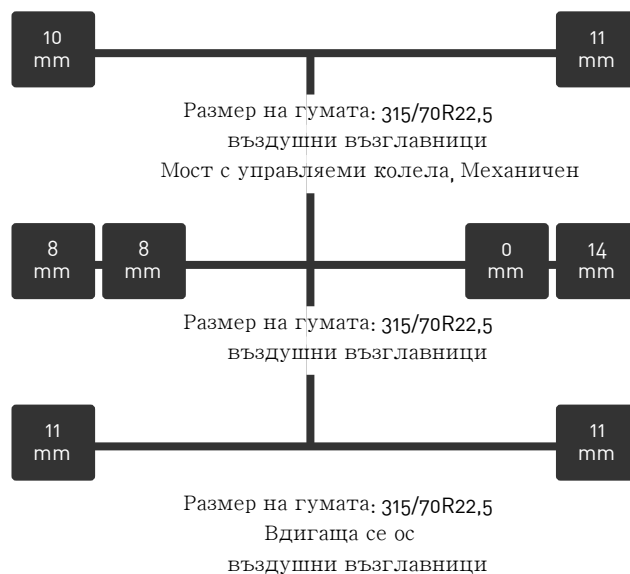 10
mm
11
mm
Размер на гумата: 315/70R22,5
въздушни възглавници
Мост с управляеми колела, Механичен
8
mm
8
mm
0
mm
14
mm
Размер на гумата: 315/70R22,5
въздушни възглавници
11
mm
11
mm
Размер на гумата: 315/70R22,5
Вдигаща се ос
въздушни възглавници